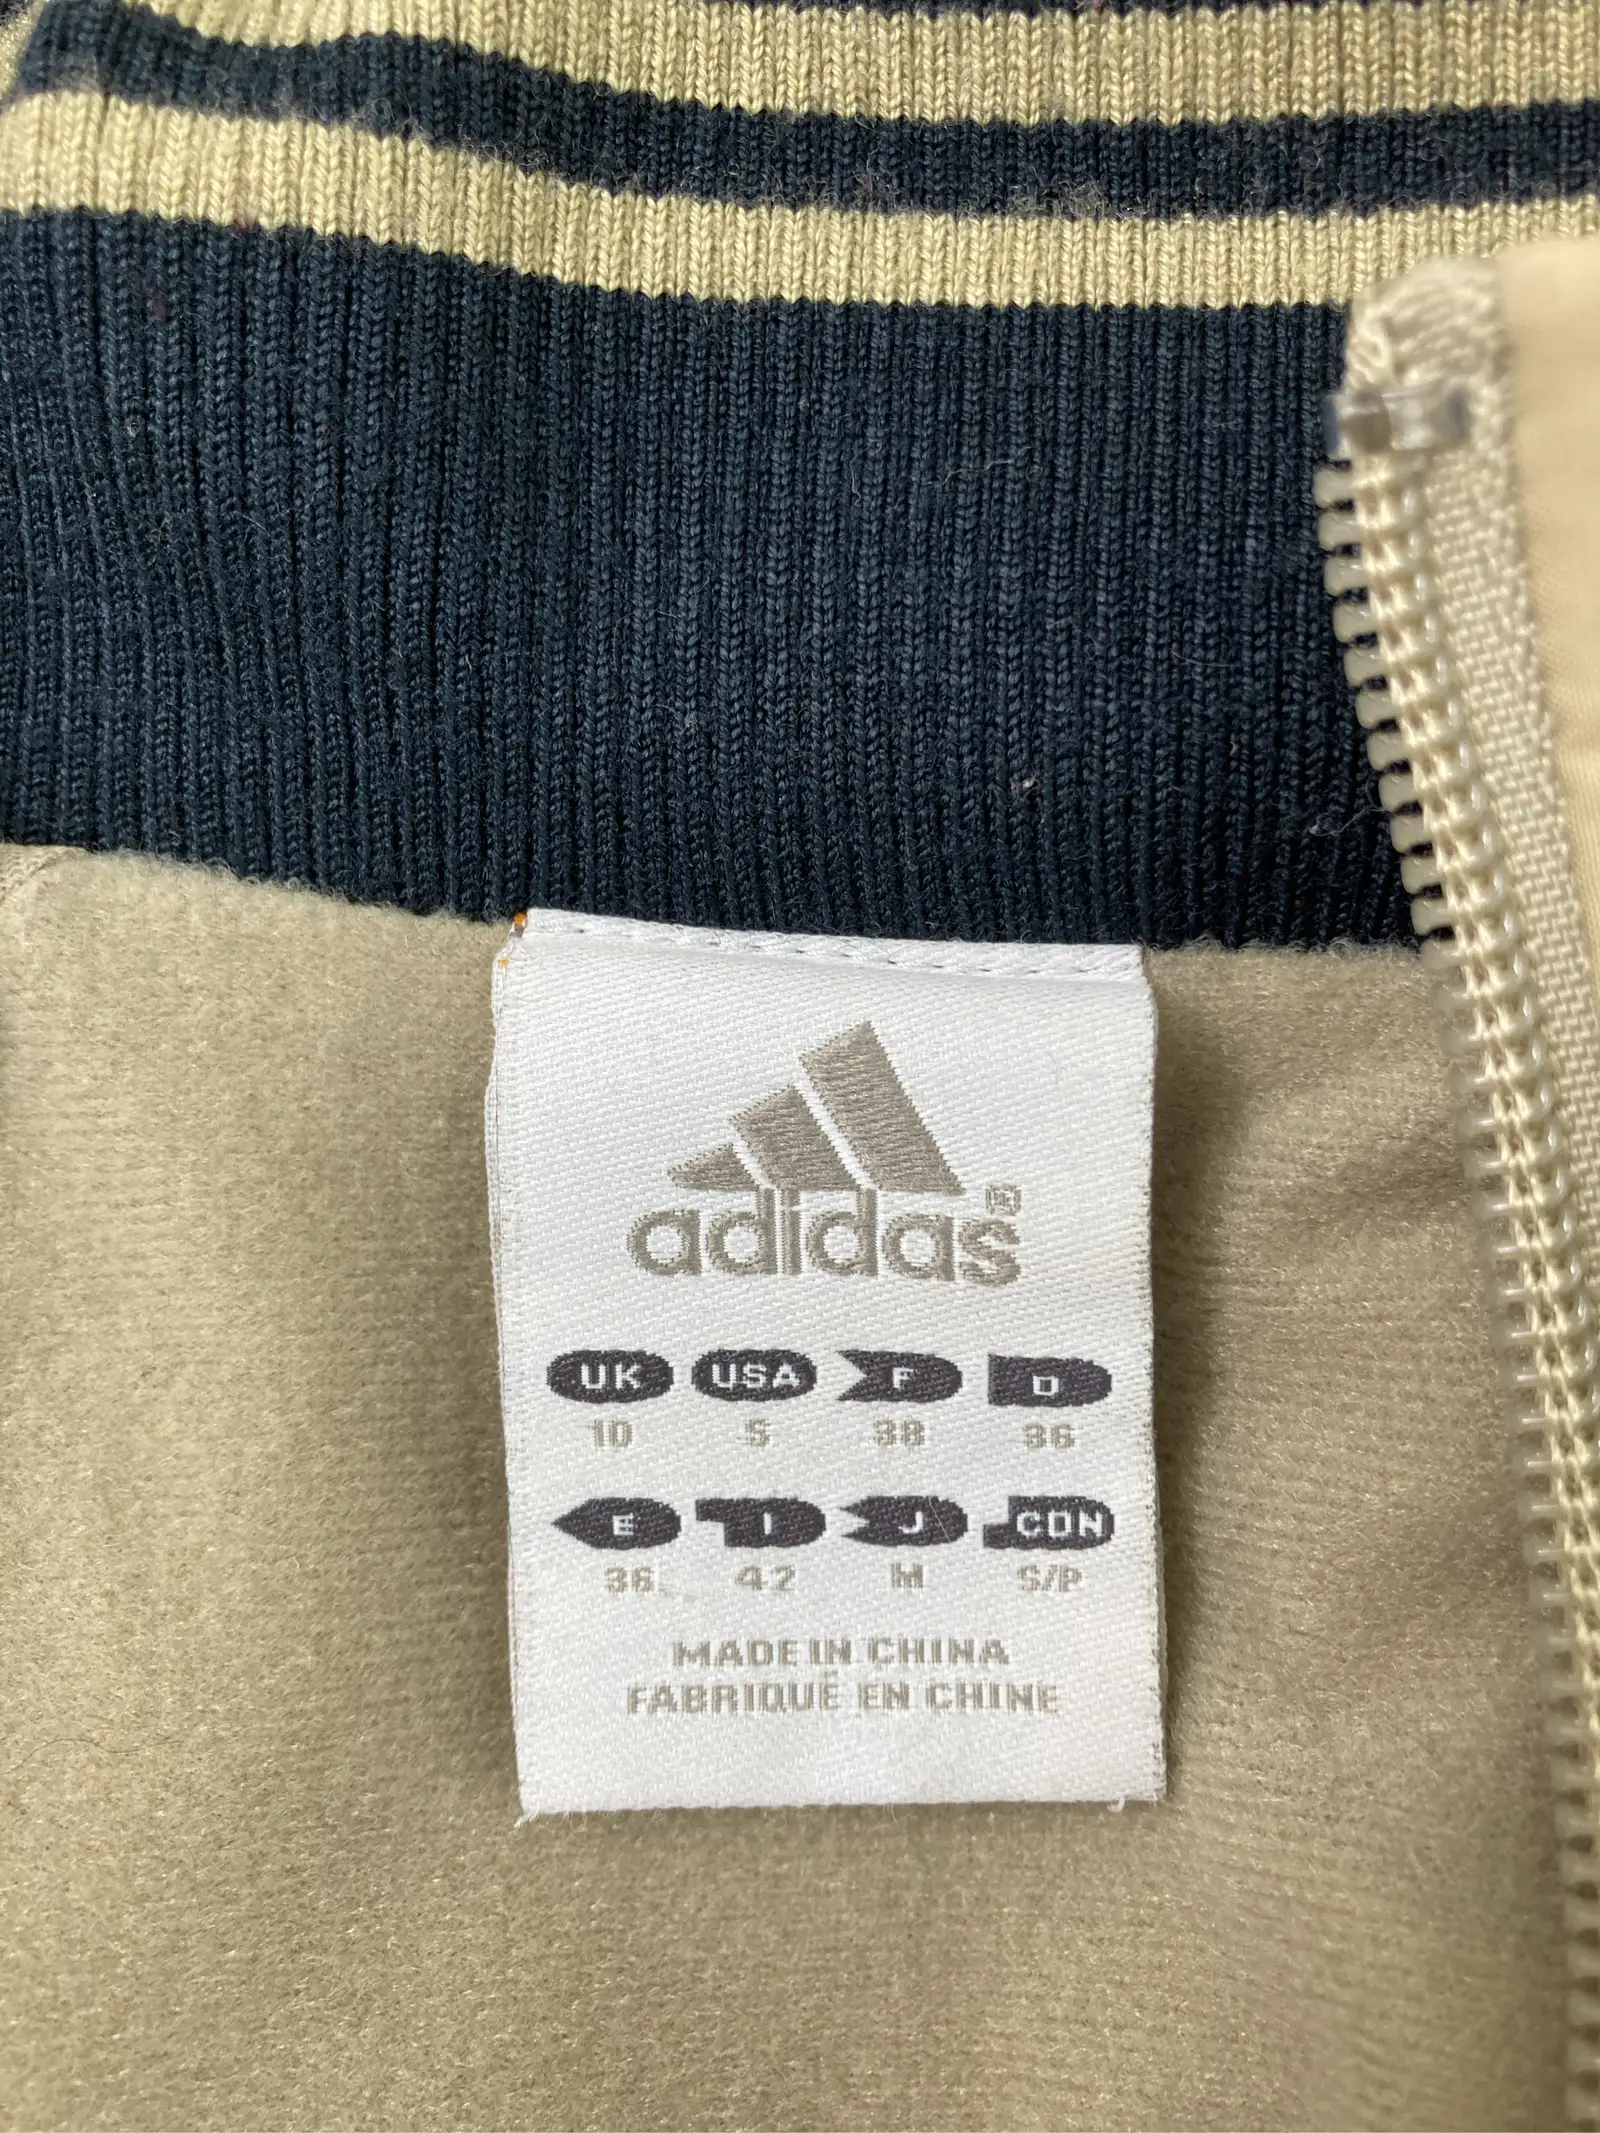 adidas®
UK USA F D
10 S 38 36
E I J CDN
36 42 M S/P
MADE IN CHINA
FABRIQUÉ EN CHINE